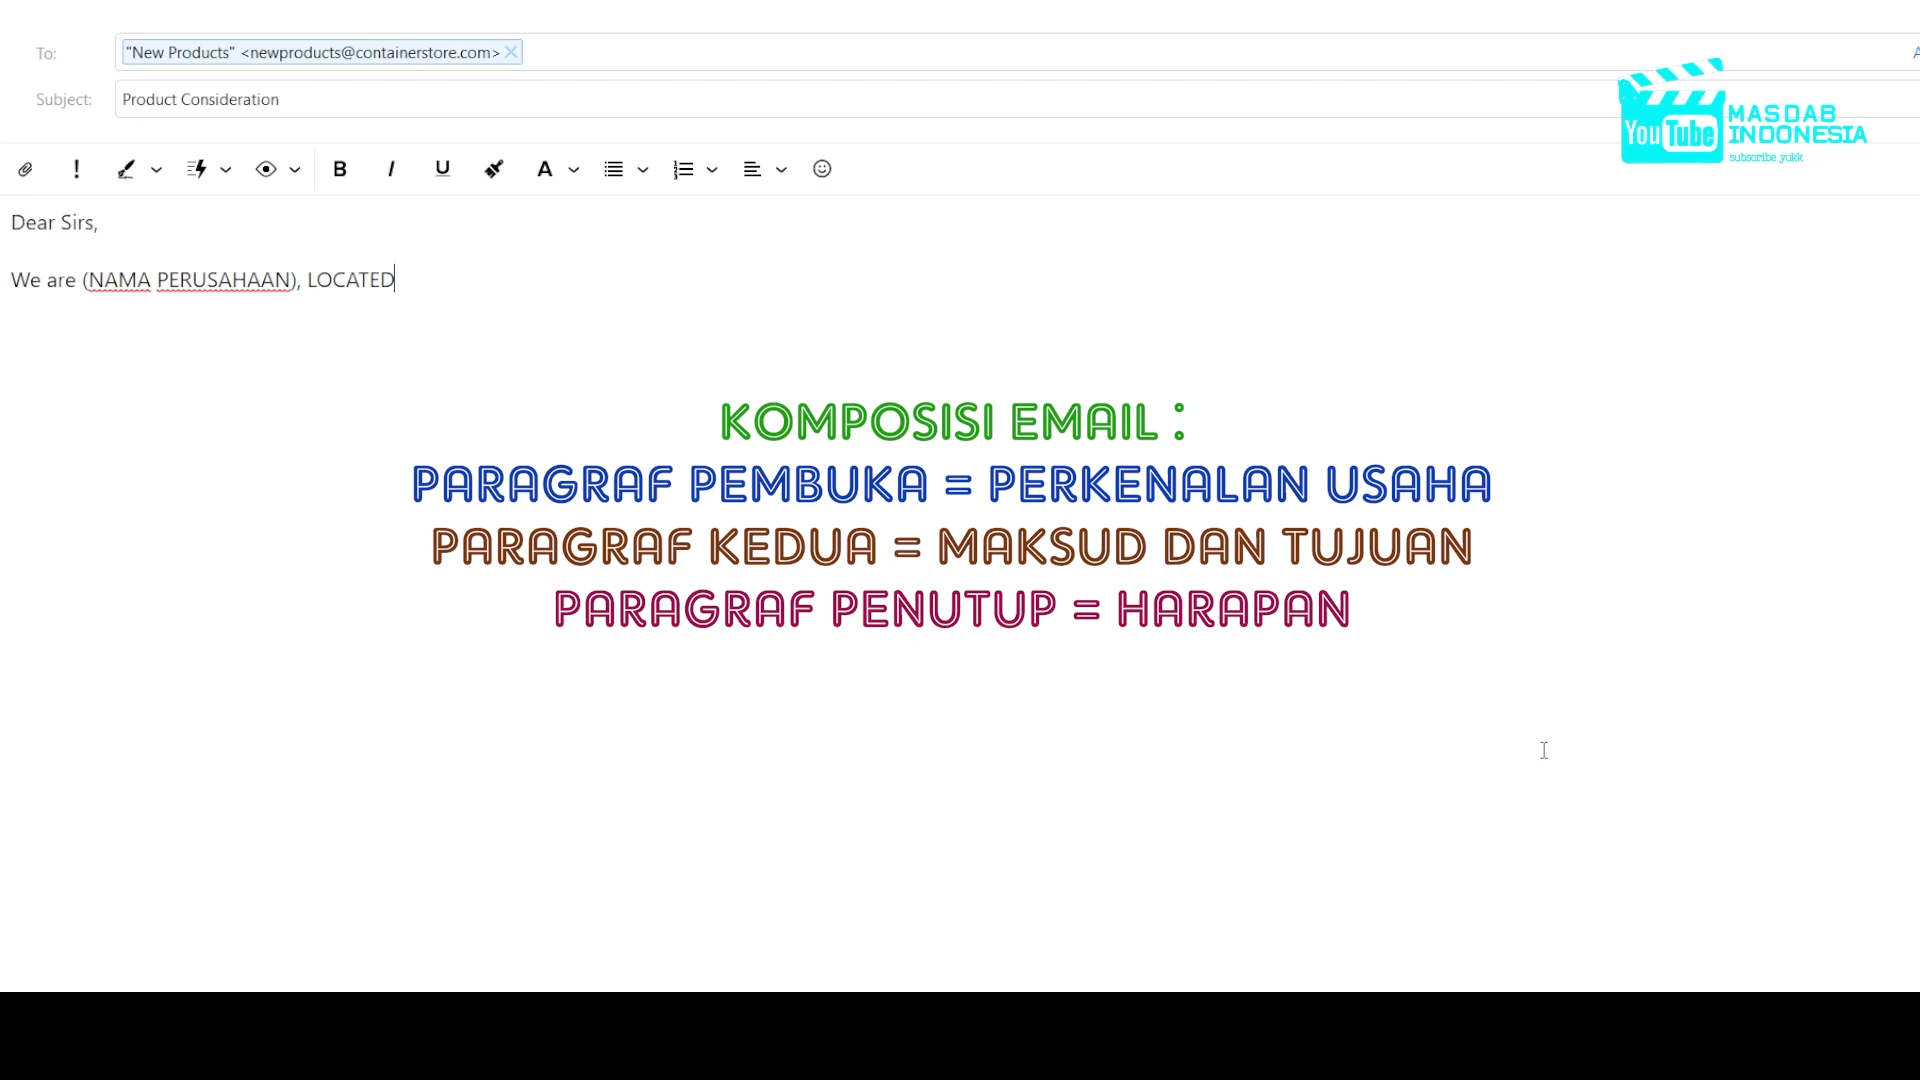 To: "New Products" <newproducts@containerstore.com>
Subject: Product Consideration
YouTube MASDAB
INDONESIA
subscribe yukk
B I U A
Dear Sirs,
We are (NAMA PERUSAHAAN), LOCATED
KOMPOSISI EMAIL :
PARAGRAF PEMBUKA = PERKENALAN USAHA
PARAGRAF KEDUA = MAKSUD DAN TUJUAN
PARAGRAF PENUTUP = HARAPAN